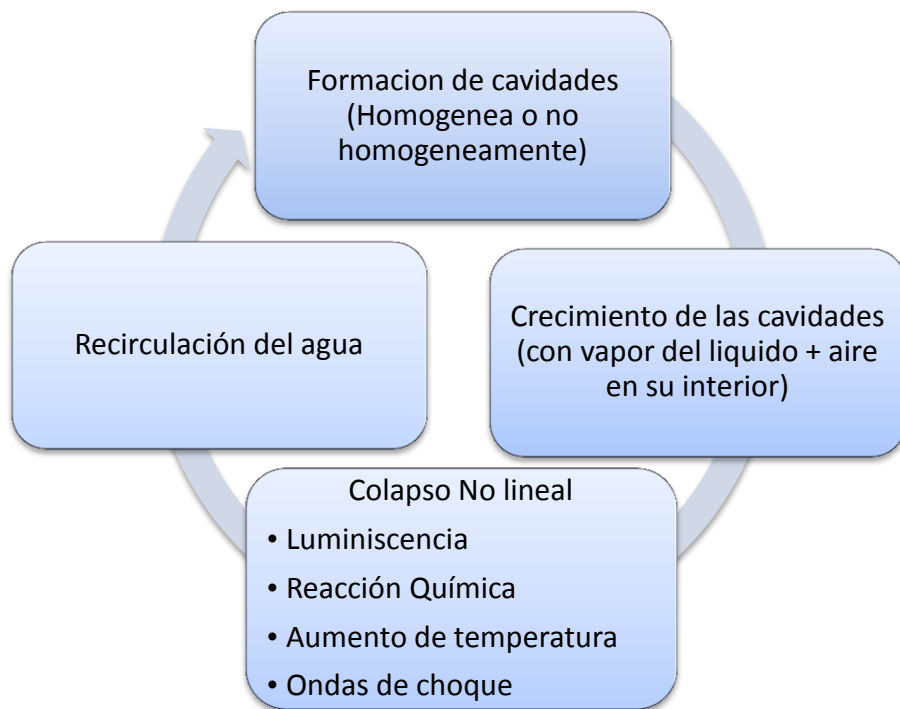 Formacion de cavidades
(Homogenea o no
homogeneamente)
Crecimiento de las cavidades
(con vapor del liquido + aire
en su interior)
Colapso No lineal
• Luminiscencia
• Reacción Química
• Aumento de temperatura
• Ondas de choque
Recirculación del agua